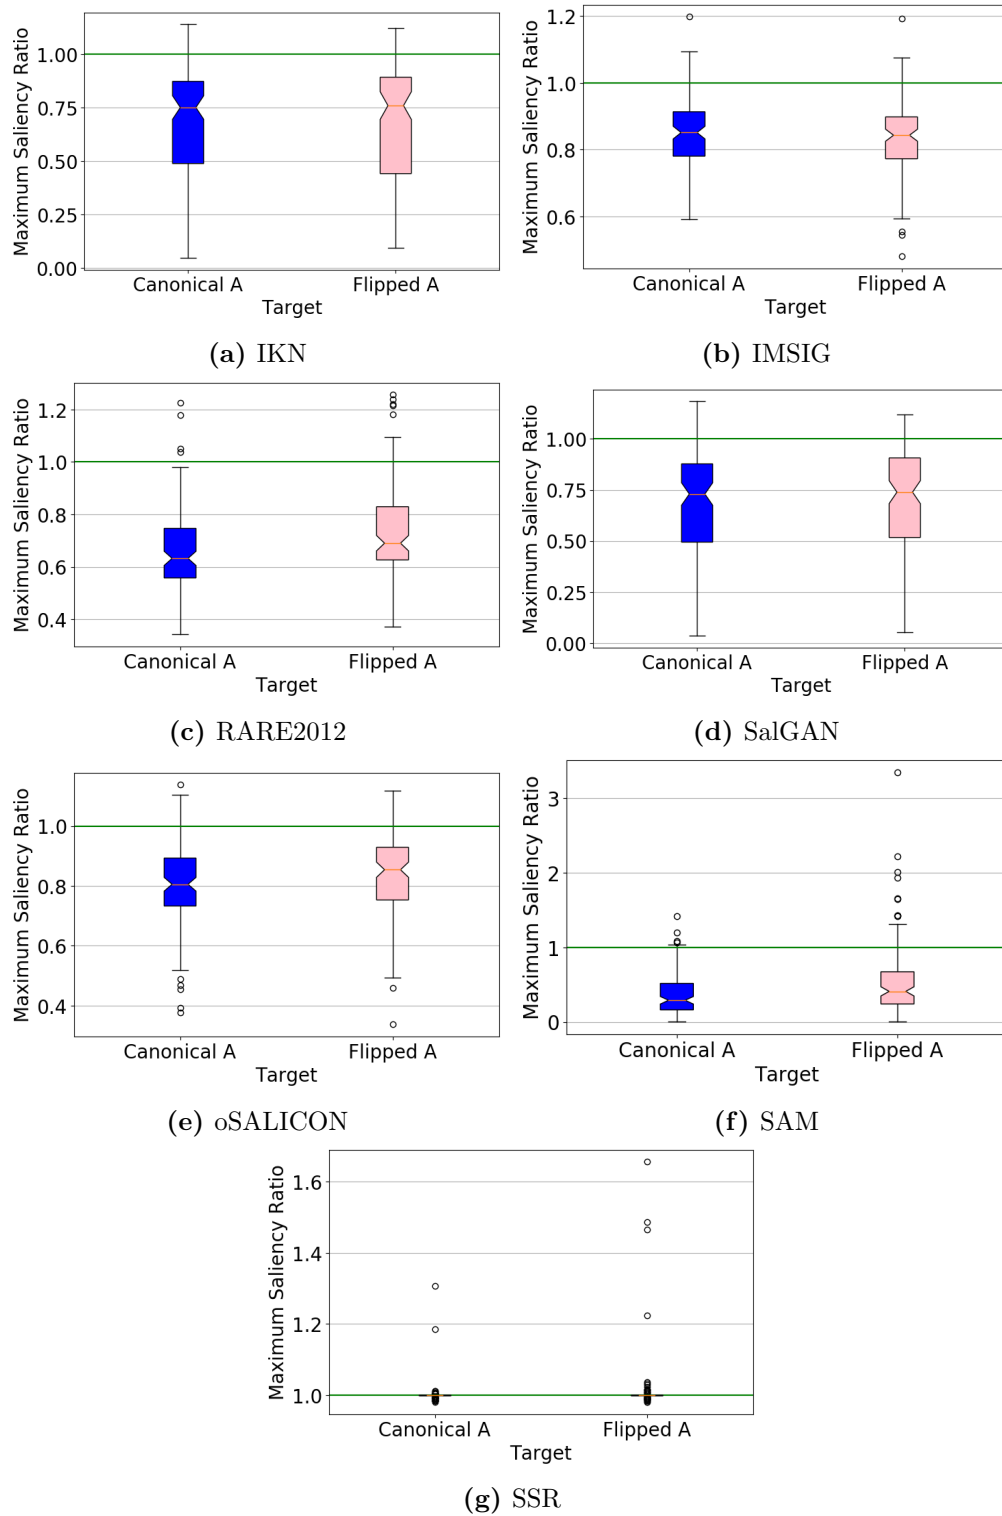 Maximum Saliency Ratio
1.00
0.75
0.50
0.25
0.00
Canonical A Flipped A
Target
(a) IKN
Maximum Saliency Ratio
1.2
1.0
0.8
0.6
Canonical A Flipped A
Target
(b) IMSIG
Maximum Saliency Ratio
1.2
1.0
0.8
0.6
0.4
Canonical A Flipped A
Target
(c) RARE2012
Maximum Saliency Ratio
1.00
0.75
0.50
0.25
0.00
Canonical A Flipped A
Target
(d) SalGAN
Maximum Saliency Ratio
1.0
0.8
0.6
0.4
Canonical A Flipped A
Target
(e) oSALICON
Maximum Saliency Ratio
3
2
1
0
Canonical A Flipped A
Target
(f) SAM
Maximum Saliency Ratio
1.6
1.4
1.2
1.0
Canonical A Flipped A
Target
(g) SSR